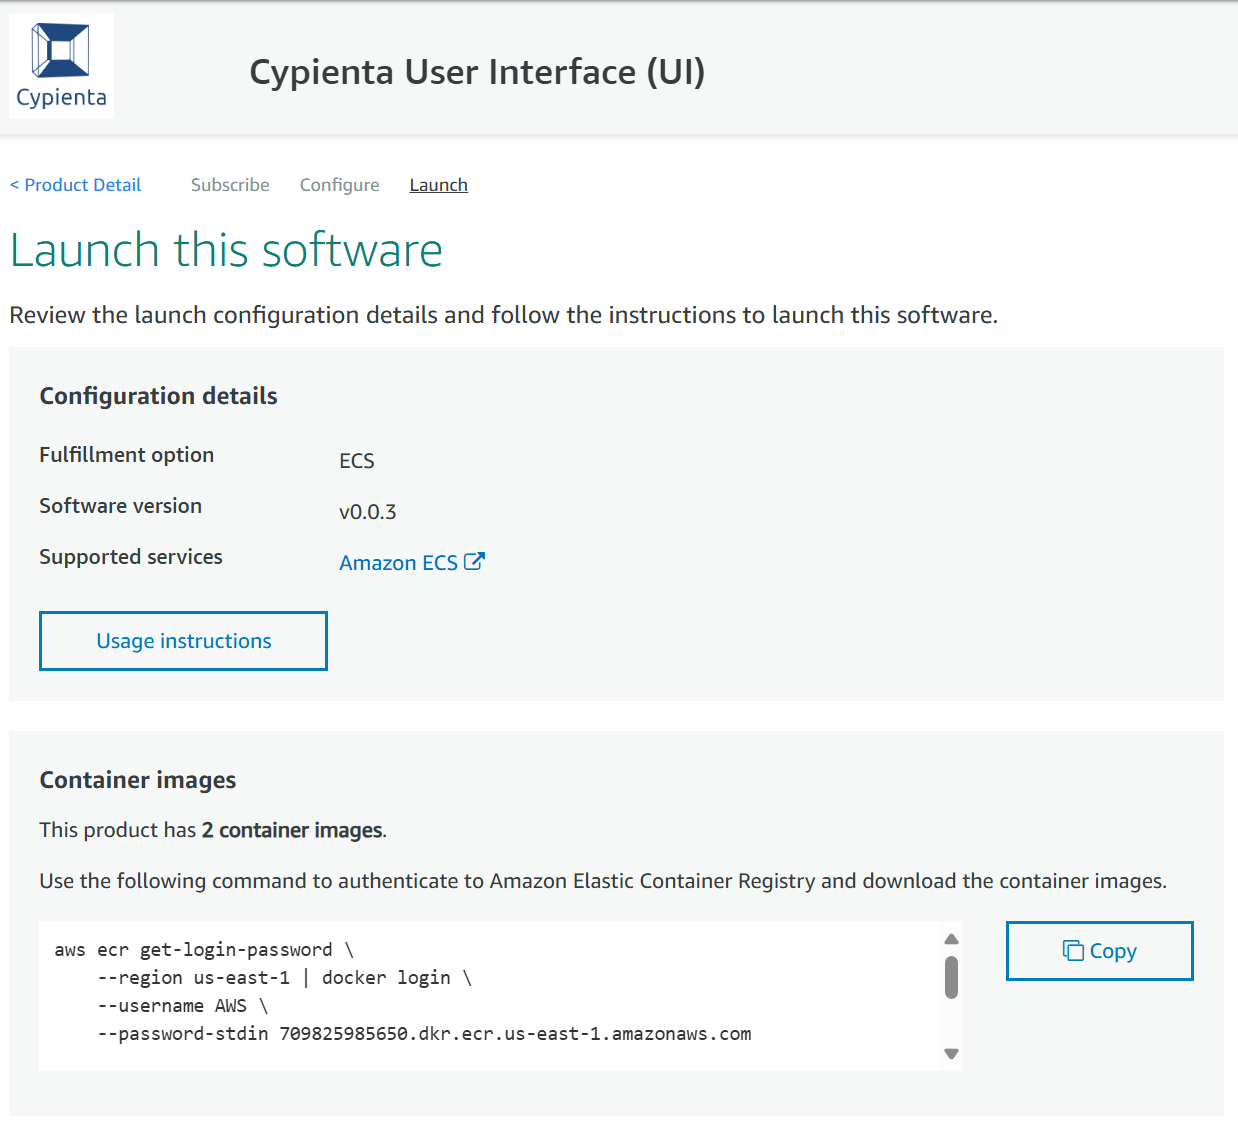 Cypienta
Cypienta User Interface (UI)
< Product Detail Subscribe Configure Launch
Launch this software
Review the launch configuration details and follow the instructions to launch this software.
Configuration details
Fulfillment option ECS
Software version v0.0.3
Supported services Amazon ECS
Usage instructions
Container images
This product has 2 container images.
Use the following command to authenticate to Amazon Elastic Container Registry and download the container images.
aws ecr get-login-password \
    --region us-east-1 | docker login \
    --username AWS \
    --password-stdin 709825985650.dkr.ecr.us-east-1.amazonaws.com
Copy